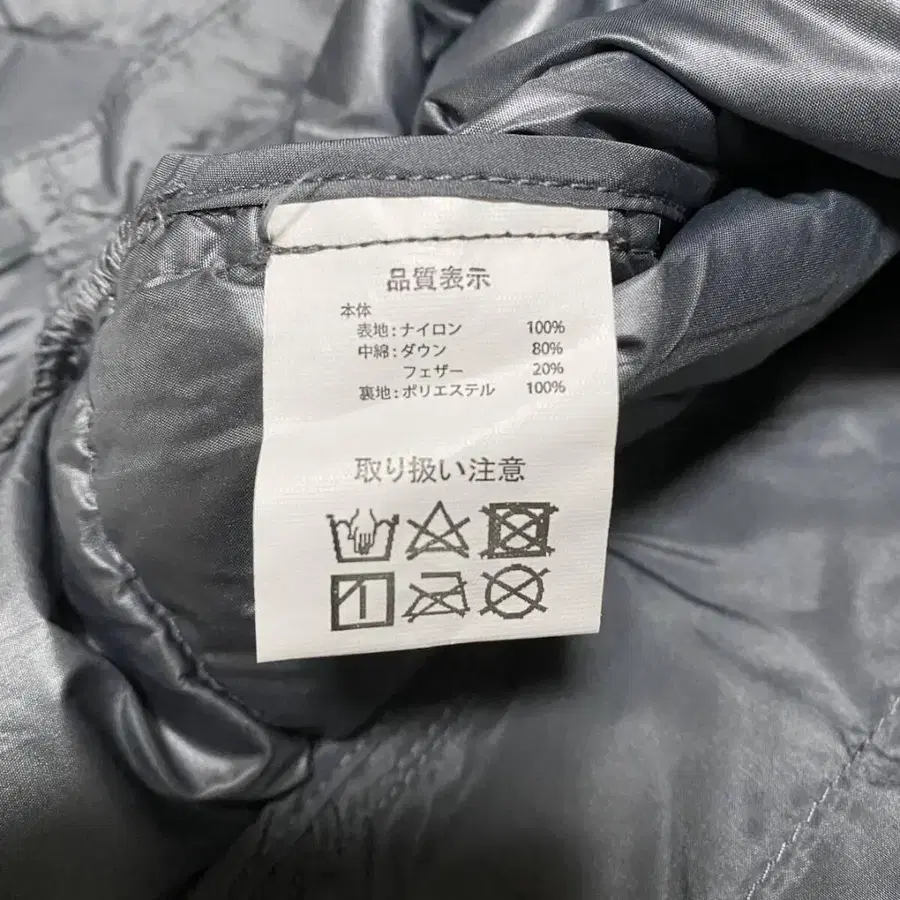 品質表示
本体
表地:ナイロン 100%
中綿:ダウン 80%
フェザー 20%
裏地:ポリエステル 100%
取り扱い注意